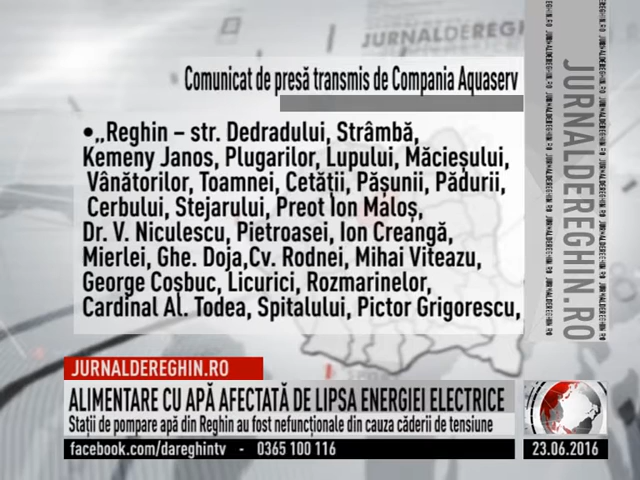 JURNALDEREGHIN
Comunicat de presă transmis de Compania Aquaserv
•„Reghin – str. Dedradului, Strâmbă,
Kemeny Janos, Plugarilor, Lupului, Măcieșului,
Vânătorilor, Toamnei, Cetății, Pășunii, Pădurii,
Cerbului, Stejarului, Preot Ion Maloș,
Dr. V. Niculescu, Pietroasei, Ion Creangă,
Mierlei, Ghe. Doja,Cv. Rodnei, Mihai Viteazu,
George Coșbuc, Licurici, Rozmarinelor,
Cardinal Al. Todea, Spitalului, Pictor Grigorescu,
JURNALDEREGHIN.RO
JURNALDEREGHIN.RO
ALIMENTARE CU APĂ AFECTATĂ DE LIPSA ENERGIEI ELECTRICE
Stații de pompare apă din Reghin au fost nefuncționale din cauza căderii de tensiune
facebook.com/dareghintv - 0365 100 116
23.06.2016